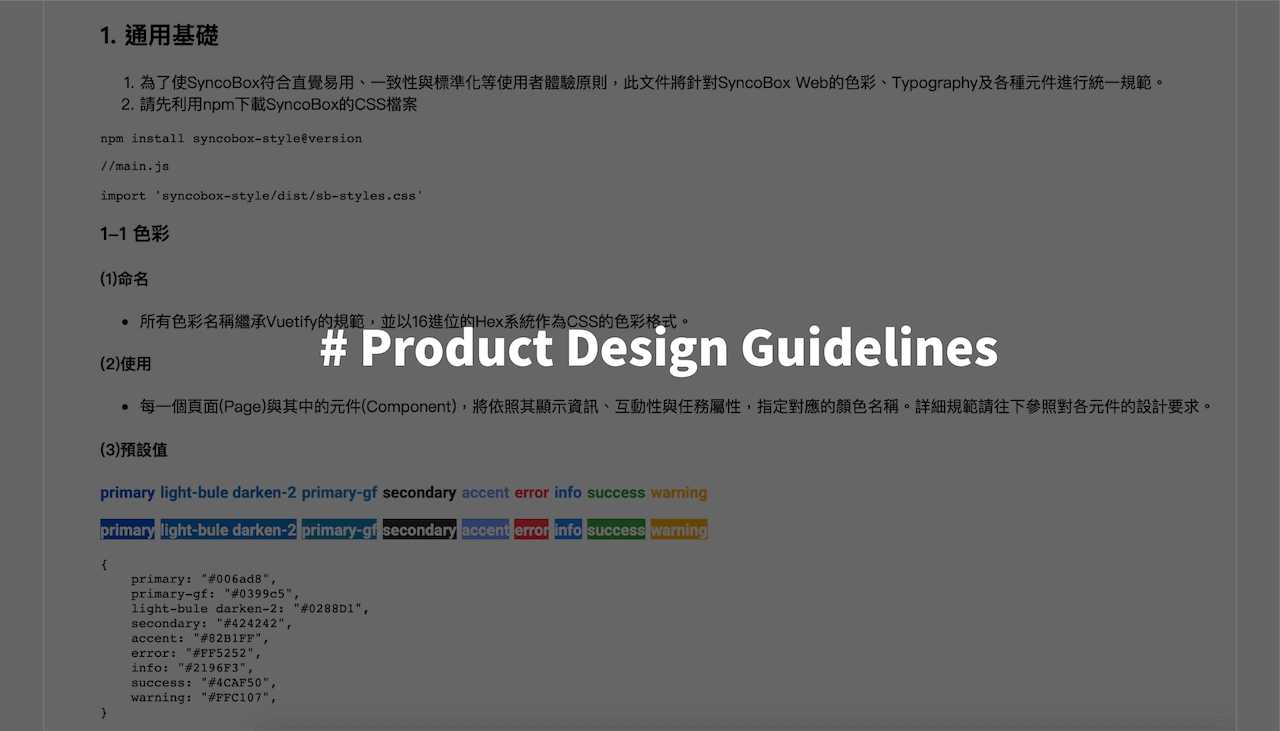 1. 通用基礎
1. 為了使SyncoBox符合直覺易用、一致性與標準化等使用者體驗原則，此文件將針對SyncoBox Web的色彩、Typography及各種元件進行統一規範。
2. 請先利用npm下載SyncoBox的CSS檔案
npm install syncobox-style@version
//main.js
import 'syncobox-style/dist/sb-styles.css'
1–1 色彩
(1)命名
• 所有色彩名稱繼承Vuetify的規範，並以16進位的Hex系統作為CSS的色彩格式。
# Product Design Guidelines
(2)使用
• 每一個頁面(Page)與其中的元件(Component)，將依照其顯示資訊、互動性與任務屬性，指定對應的顏色名稱。詳細規範請往下參照對各元件的設計要求。
(3)預設值
primary light-bule darken-2 primary-gf secondary accent error info success warning
primary light-bule darken-2 primary-gf secondary accent error info success warning
{
primary: "#006ad8",
primary-gf: "#0399c5",
light-bule darken-2: "#0288D1",
secondary: "#424242",
accent: "#82B1FF",
error: "#FF5252",
info: "#2196F3",
success: "#4CAF50",
warning: "#FFC107",
}